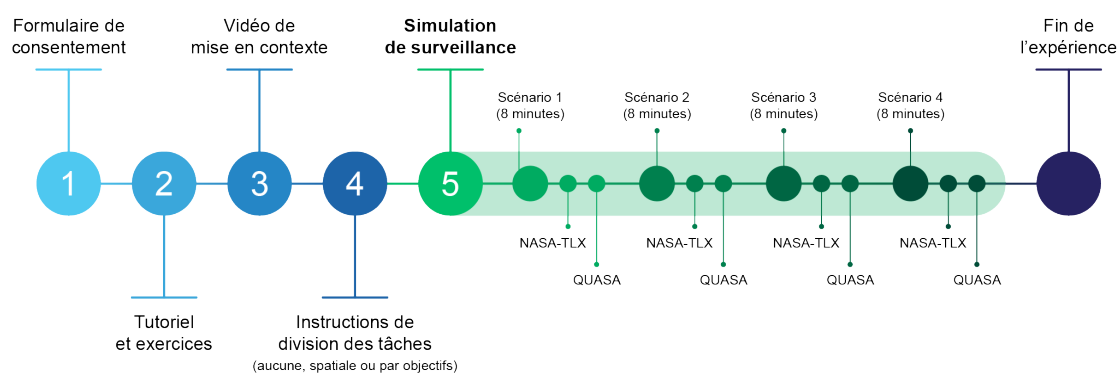 Formulaire de
consentement
Vidéo de
mise en contexte
Simulation
de surveillance
Fin de
l’expérience
Scénario 1
(8 minutes)
Scénario 2
(8 minutes)
Scénario 3
(8 minutes)
Scénario 4
(8 minutes)
1
2
3
4
5
NASA-TLX
NASA-TLX
NASA-TLX
NASA-TLX
QUASA
QUASA
QUASA
QUASA
Tutoriel
et exercices
Instructions de
division des tâches
(aucune, spatiale ou par objectifs)